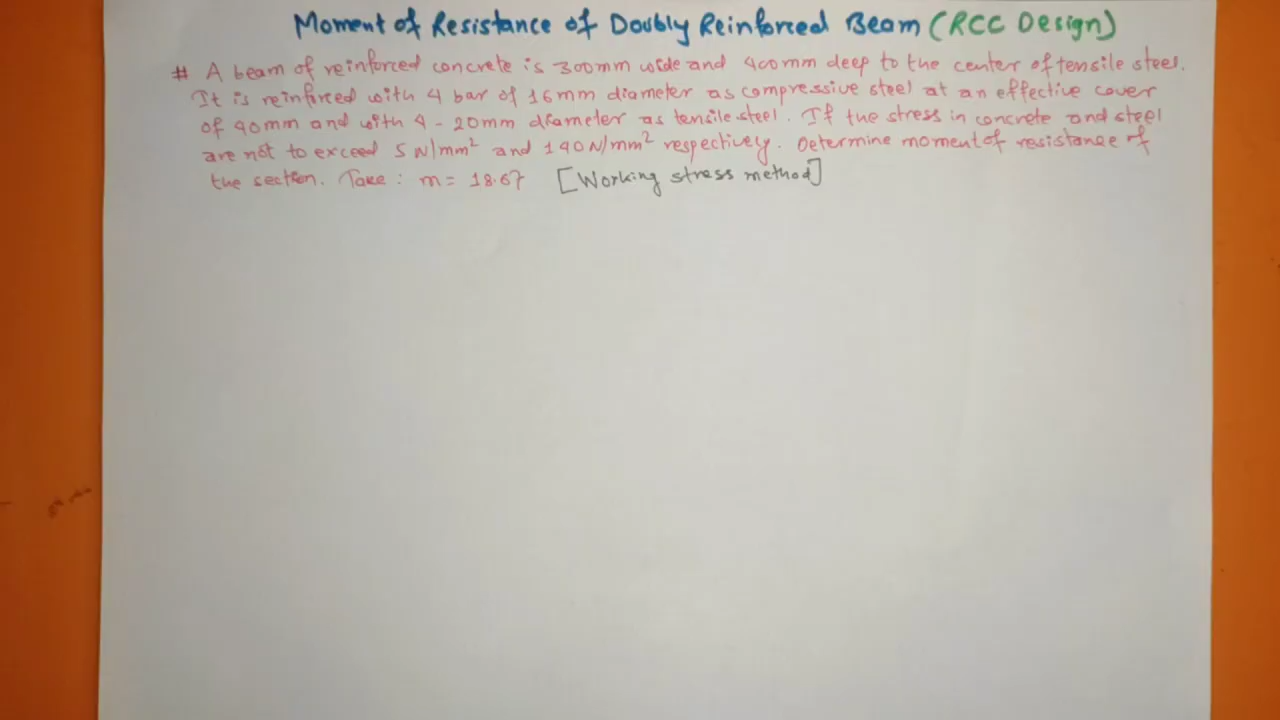 Moment of Resistance of Doubly Reinforced Beam (RCC Design)
# A beam of reinforced concrete is 300mm wide and 400mm deep to the center of tensile steel.
It is reinforced with 4 bar of 16mm diameter as compressive steel at an effective cover
of 40mm and with 4 - 20mm diameter as tensile steel. If the stress in concrete and steel
are not to exceed 5 N/mm² and 140 N/mm² respectively. Determine moment of resistance of
the section. Take : m = 18.67 [Working stress method]